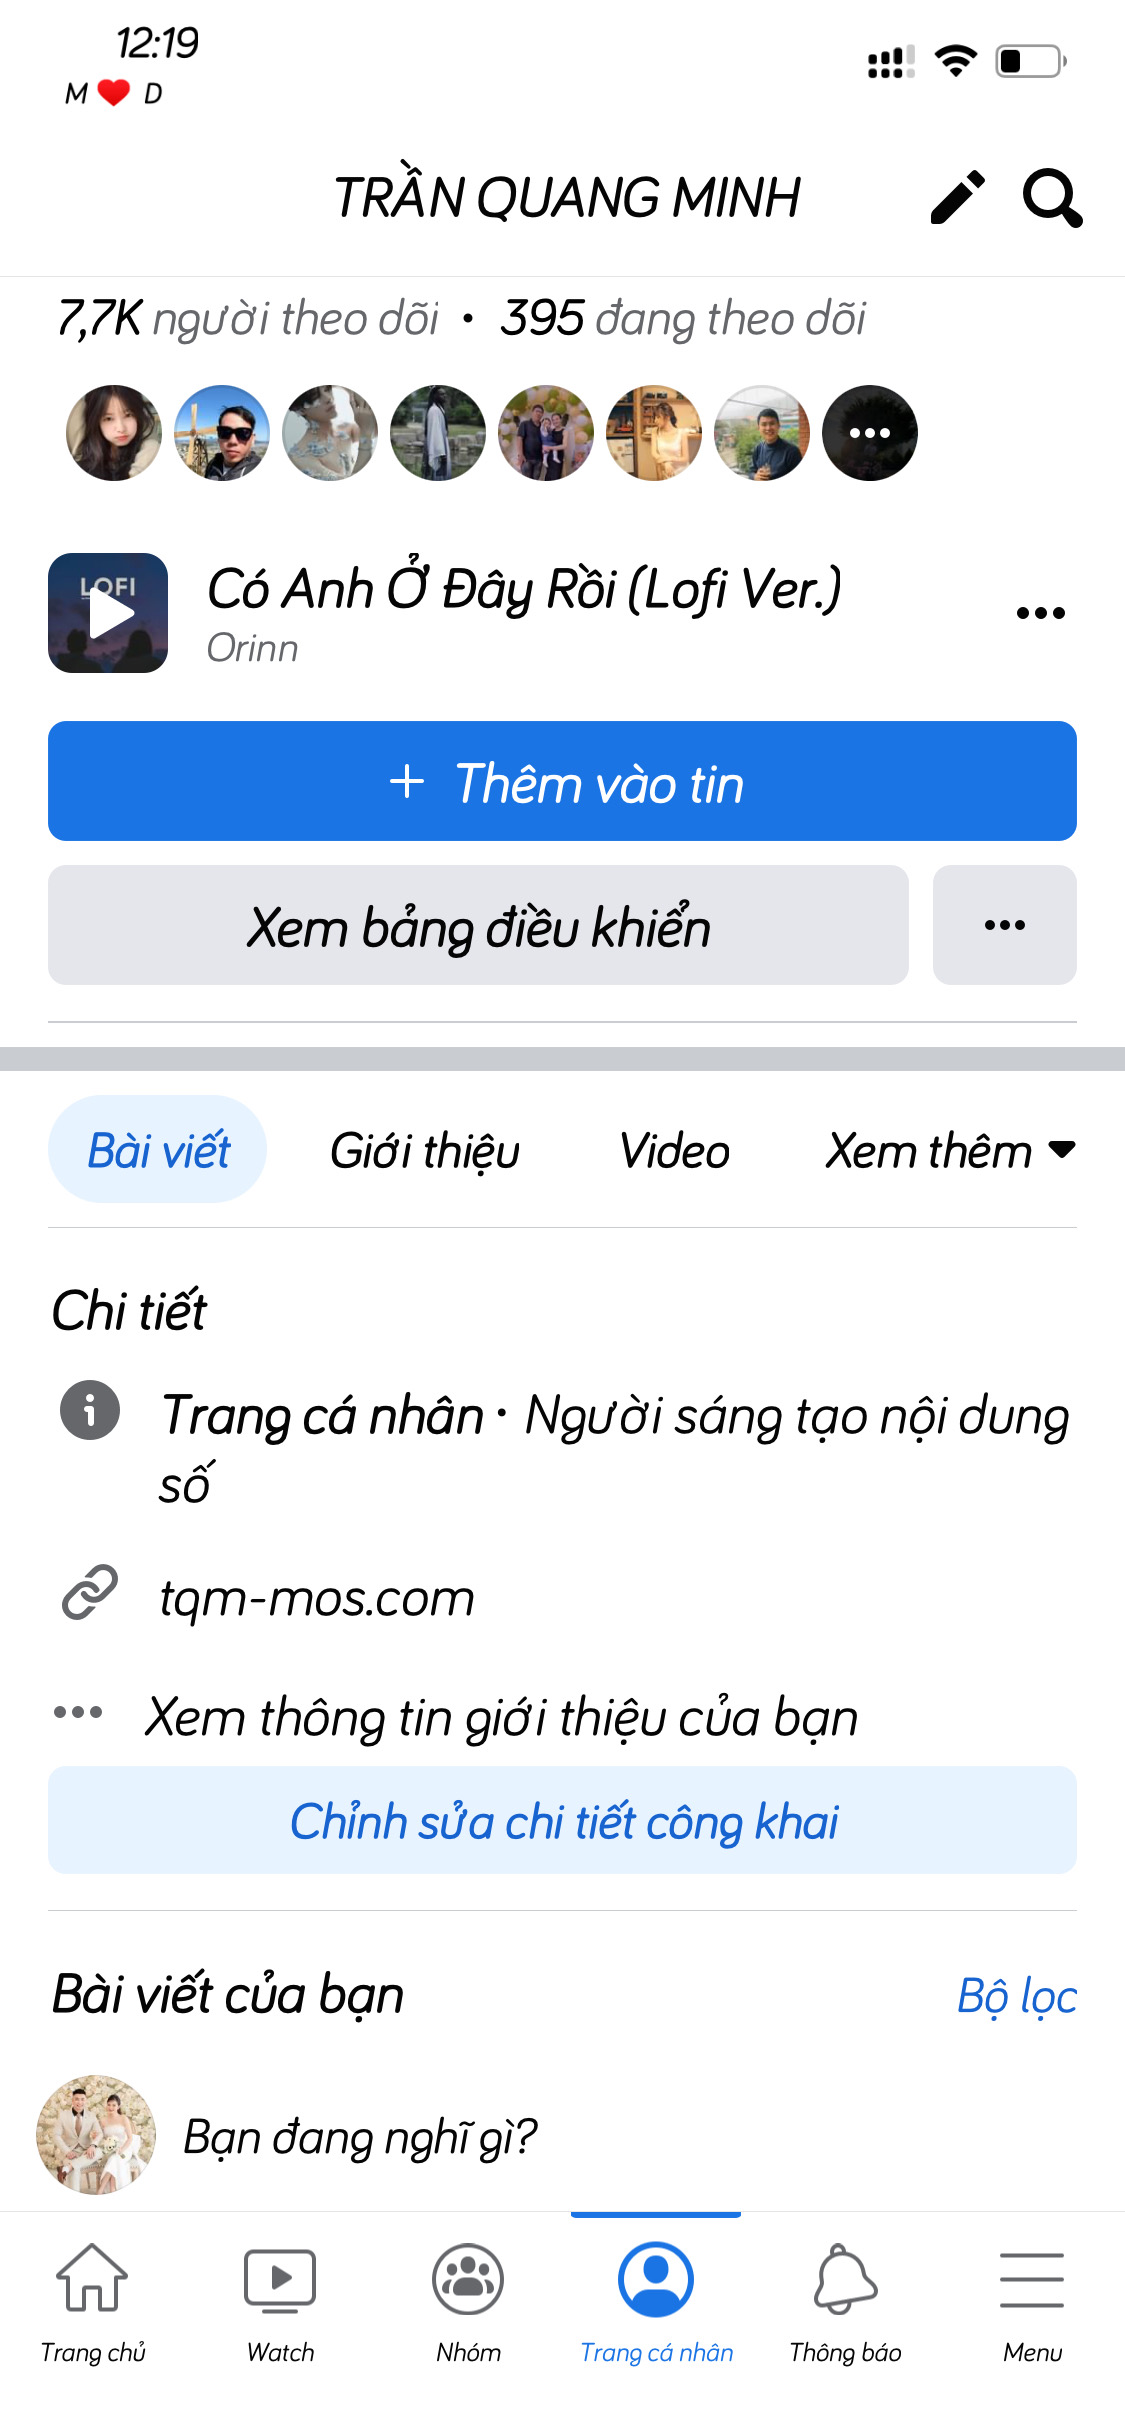 12:19
M ❤️ D
TRẦN QUANG MINH
7,7K người theo dõi • 395 đang theo dõi
LOFI
Có Anh Ở Đây Rồi (Lofi Ver.)
Orinn
+ Thêm vào tin
Xem bảng điều khiển
Bài viết Giới thiệu Video Xem thêm
Chi tiết
Trang cá nhân · Người sáng tạo nội dung
số
tqm-mos.com
Xem thông tin giới thiệu của bạn
Chỉnh sửa chi tiết công khai
Bài viết của bạn Bộ lọc
Bạn đang nghĩ gì?
Trang chủ Watch Nhóm Trang cá nhân Thông báo Menu